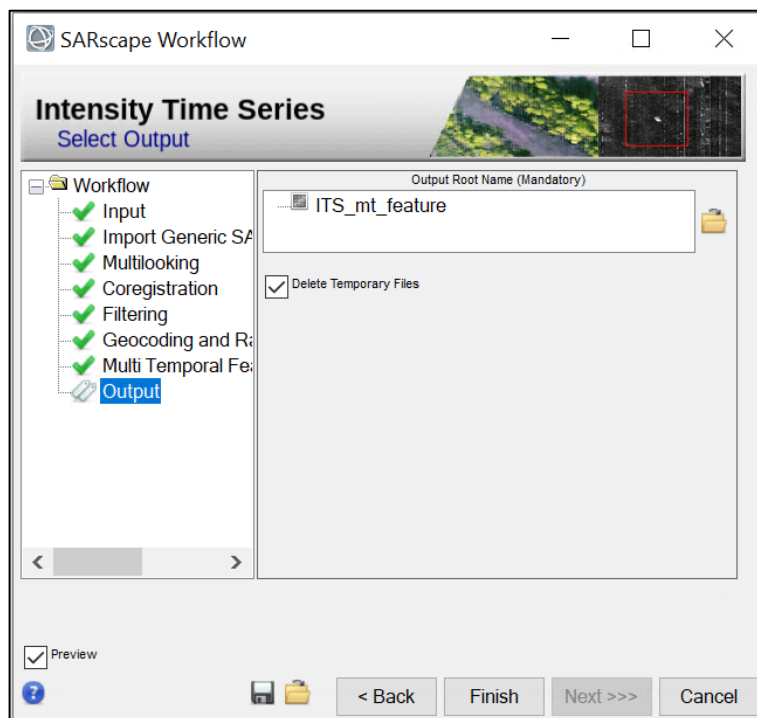 SARscape Workflow
Intensity Time Series
Select Output
Workflow
Input
Import Generic SA
Multilooking
Coregistration
Filtering
Geocoding and Ra
Multi Temporal Fea
Output
Output Root Name (Mandatory)
ITS_mt_feature
Delete Temporary Files
Preview
?
< Back
Finish
Next >>>
Cancel